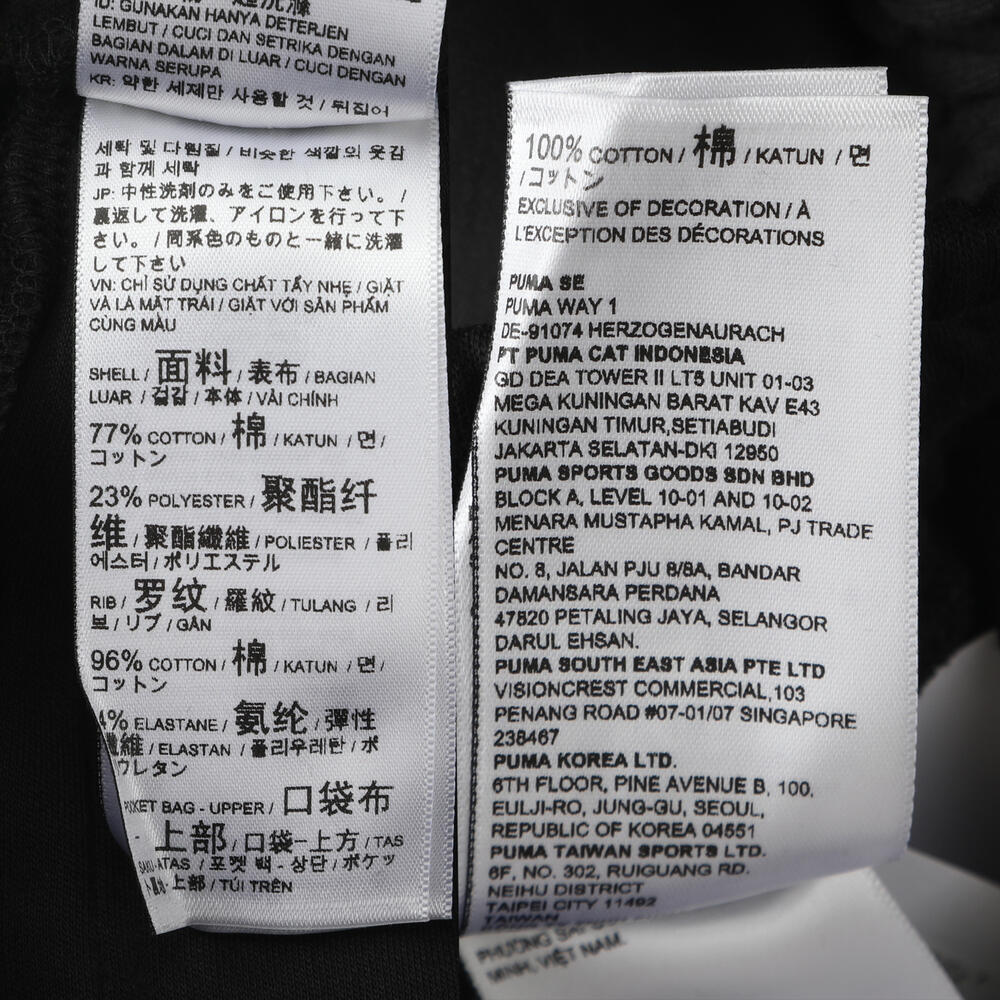 ID: GUNAKAN HANYA DETERJEN
LEMBUT / CUCI DAN SETRIKA DENGAN
BAGIAN DALAM DI LUAR / CUCI DENGAN
WARNA SERUPA
KR: 약한 세제만 사용할 것 / 뒤집어
세탁 및 다림질 / 비슷한 색깔의 옷감
과 함께 세탁
JP: 中性洗剤のみをご使用下さい。 /
裏返して洗濯、アイロンを行って下
さい。 / 同系色のものと一緒に洗濯
して下さい
VN: CHỈ SỬ DỤNG CHẤT TẨY NHẸ / GIẶT
VÀ LÀ MẶT TRÁI / GIẶT VỚI SẢN PHẨM
CÙNG MÀU
SHELL / 面料 / 表布 / BAGIAN
LUAR / 겉감 / 本体 / VẢI CHÍNH
77% COTTON / 棉 / KATUN / 면 /
コットン
23% POLYESTER / 聚酯纤
维 / 聚酯纖維 / POLIESTER / 폴리
에스터 / ポリエステル
RIB / 罗纹 / 羅紋 / TULANG / 리
브 / リブ / GÂN
96% COTTON / 棉 / KATUN / 면 /
コットン
4% ELASTANE / 氨纶 / 彈性
纖維 / ELASTAN / 폴리우레탄 / ポ
ウレタン
POCKET BAG - UPPER / 口袋布
- 上部 / 口袋-上方 / TAS
SAKU-ATAS / 포켓 백 - 상단 / ポケッ
上部 / TÚI TRÊN
100% COTTON / 棉 / KATUN / 면
/ コットン
EXCLUSIVE OF DECORATION / À
L'EXCEPTION DES DÉCORATIONS
PUMA SE
PUMA WAY 1
DE-91074 HERZOGENAURACH
PT PUMA CAT INDONESIA
GD DEA TOWER II LT8 UNIT 01-03
MEGA KUNINGAN BARAT KAV E43
KUNINGAN TIMUR,SETIABUDI
JAKARTA SELATAN-DKI 12950
PUMA SPORTS GOODS SDN BHD
BLOCK A, LEVEL 10-01 AND 10-02
MENARA MUSTAPHA KAMAL, PJ TRADE
CENTRE
NO. 8, JALAN PJU 8/8A, BANDAR
DAMANSARA PERDANA
47820 PETALING JAYA, SELANGOR
DARUL EHSAN.
PUMA SOUTH EAST ASIA PTE LTD
VISIONCREST COMMERCIAL,103
PENANG ROAD #07-01/07 SINGAPORE
238467
PUMA KOREA LTD.
6TH FLOOR, PINE AVENUE B, 100,
EULJI-RO, JUNG-GU, SEOUL,
REPUBLIC OF KOREA 04551
PUMA TAIWAN SPORTS LTD.
6F, NO. 302, RUIGUANG RD.
NEIHU DISTRICT
TAIPEI CITY 11492
TAIWAN
PHƯỜNG
MINH, VIỆT NAM.